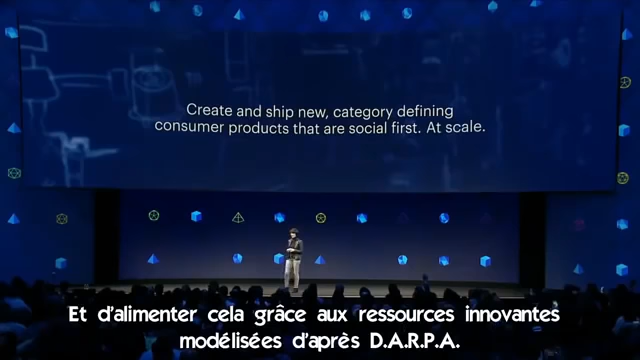 Create and ship new, category defining
consumer products that are social first. At scale.
Et d'alimenter cela grâce aux ressources innovantes
modélisées d'après D.A.R.P.A.